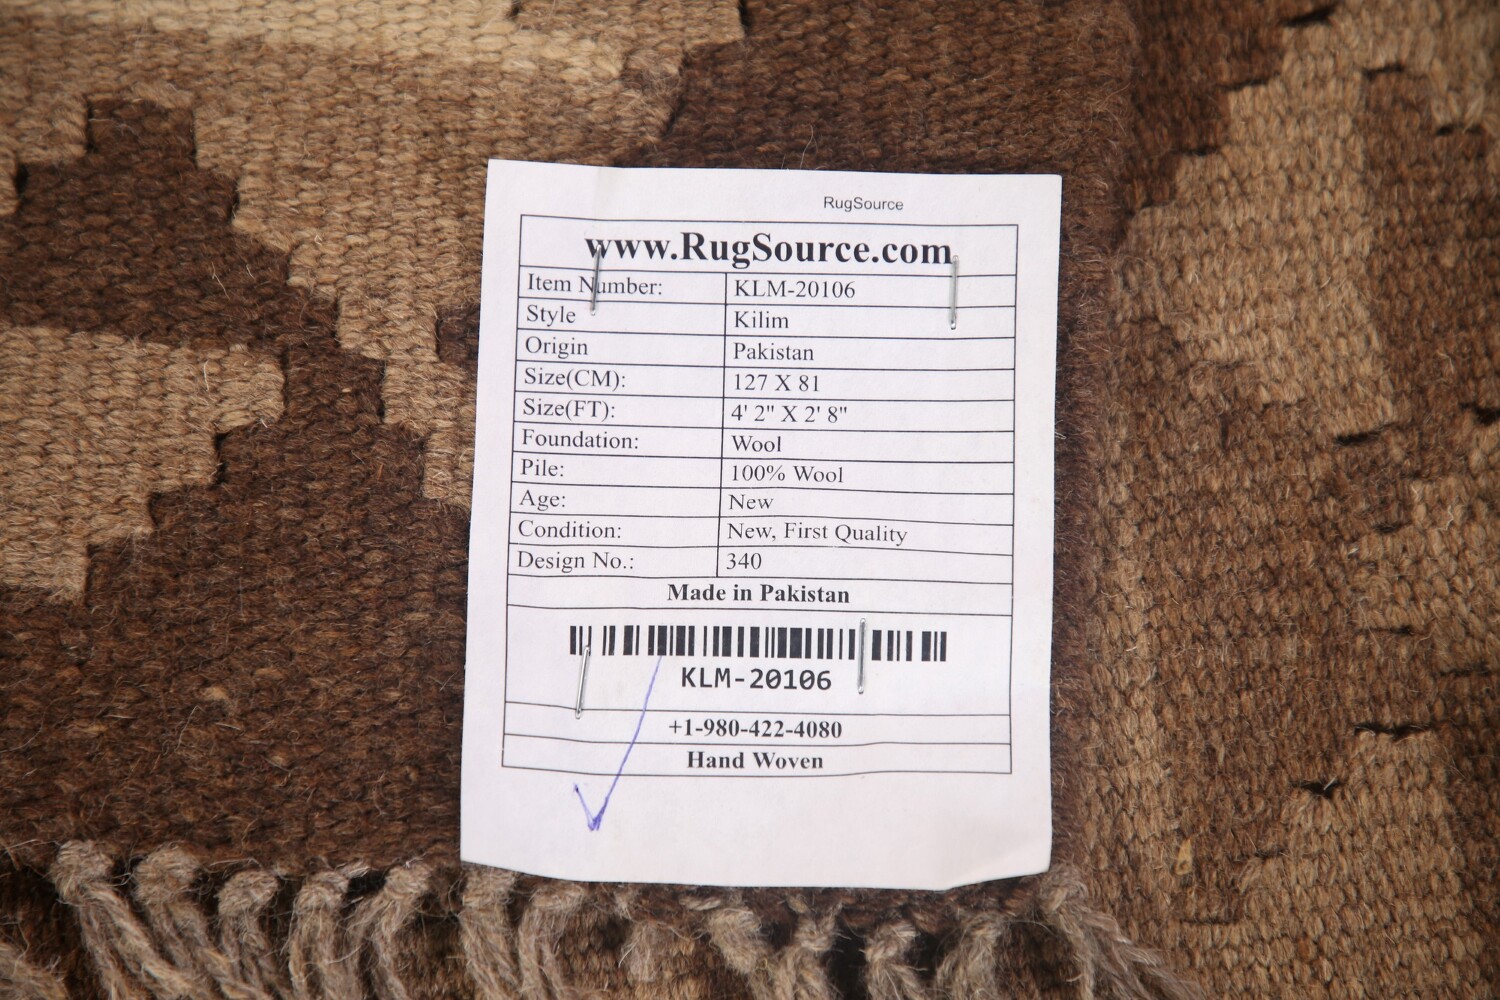 RugSource
www.RugSource.com
Item Number: KLM-20106
Style Kilim
Origin Pakistan
Size(CM): 127 X 81
Size(FT): 4' 2" X 2' 8"
Foundation: Wool
Pile: 100% Wool
Age: New
Condition: New, First Quality
Design No.: 340
Made in Pakistan
KLM-20106
+1-980-422-4080
Hand Woven